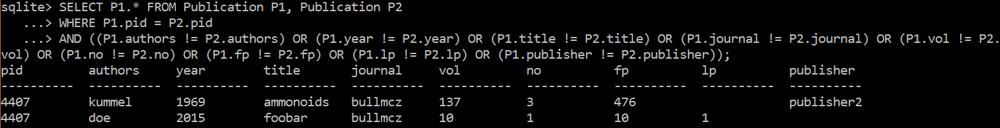 sqlite> SELECT P1.* FROM Publication P1, Publication P2
...> WHERE P1.pid = P2.pid
...> AND ((P1.authors != P2.authors) OR (P1.year != P2.year) OR (P1.title != P2.title) OR (P1.journal != P2.journal) OR (P1.vol != P2.
vol) OR (P1.no != P2.no) OR (P1.fp != P2.fp) OR (P1.lp != P2.lp) OR (P1.publisher != P2.publisher));
pid authors year title journal vol no fp lp publisher
---------- ---------- ---------- ---------- ---------- ---------- ---------- ---------- ---------- ----------
4407 kummel 1969 ammonoids bullmcz 137 3 476 publisher2
4407 doe 2015 foobar bullmcz 10 1 10 1